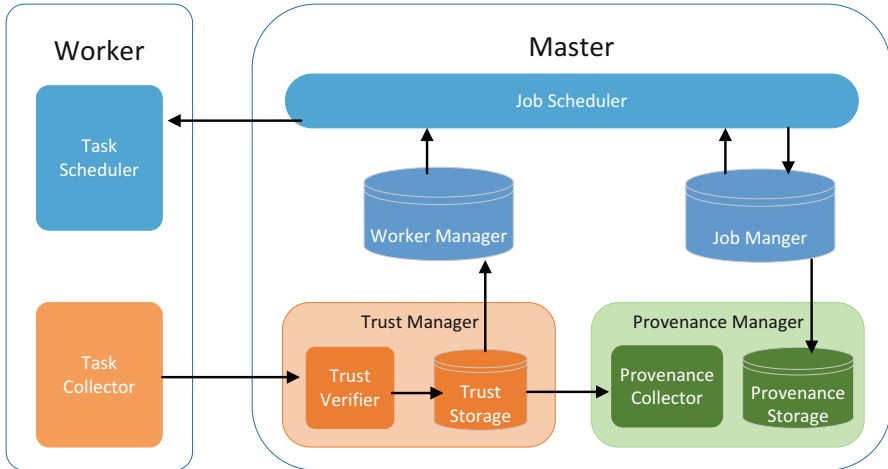 Worker
Master
Job Scheduler
Task
Scheduler
Worker Manager
Job Manger
Trust Manager
Provenance Manager
Task
Collector
Trust
Verifier
Trust
Storage
Provenance
Collector
Provenance
Storage